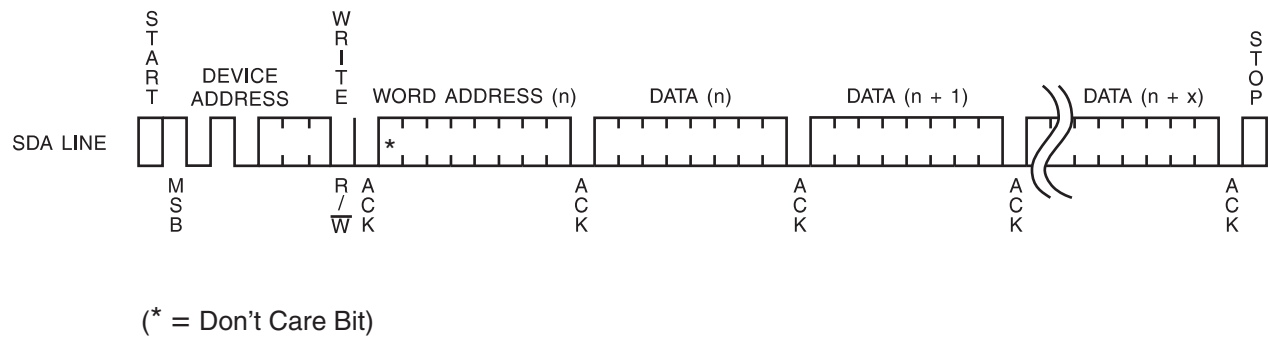 START
WRITE
STOP
DEVICE
ADDRESS
WORD ADDRESS (n)
DATA (n)
DATA (n + 1)
DATA (n + x)
SDA LINE
*
MSB
R/W
ACK
ACK
ACK
ACK
ACK
(* = Don't Care Bit)